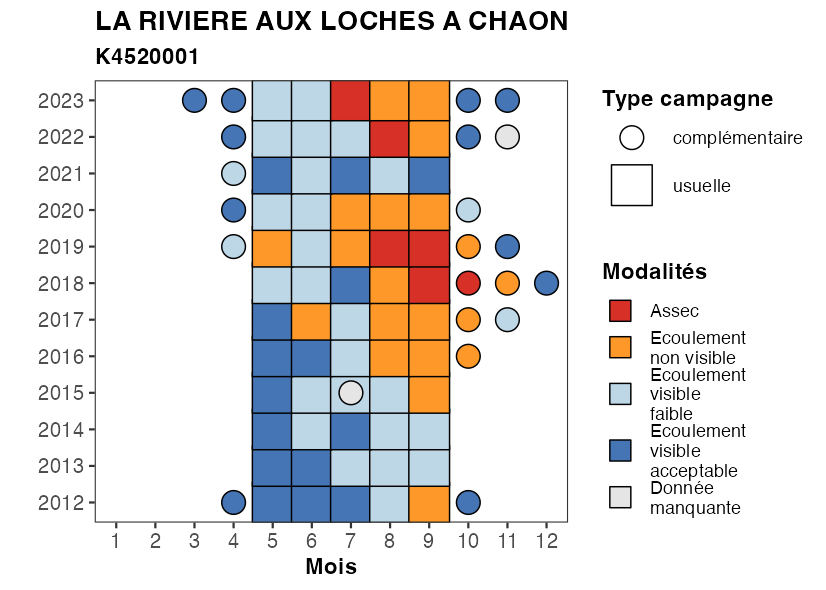 LA RIVIERE AUX LOCHES A CHAON
K4520001
2023
2022
2021
2020
2019
2018
2017
2016
2015
2014
2013
2012
1 2 3 4 5 6 7 8 9 10 11 12
Mois
Type campagne
complémentaire
usuelle
Modalités
Assec
Ecoulement
non visible
Ecoulement
visible
faible
Ecoulement
visible
acceptable
Donnée
manquante